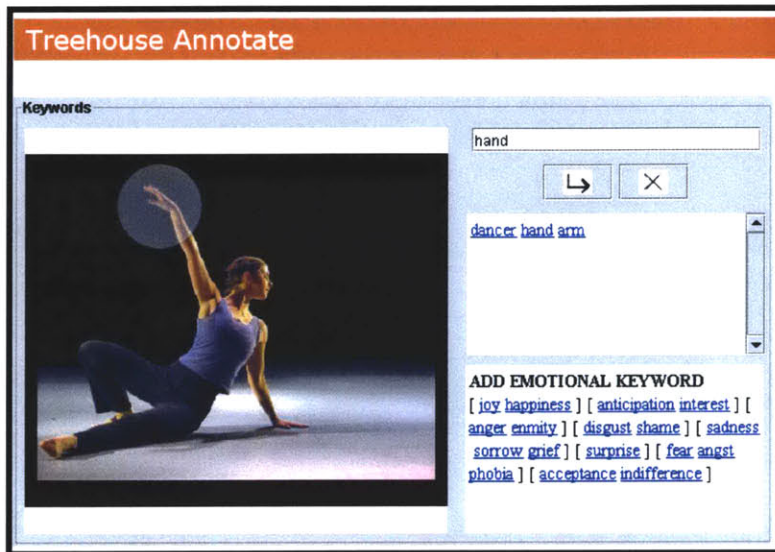 Treehouse Annotate
Keywords
hand
dancer hand arm
ADD EMOTIONAL KEYWORD
[ joy happiness ] [ anticipation interest ] [
anger enmity ] [ disgust shame ] [ sadness
sorrow grief ] [ surprise ] [ fear angst
phobia ] [ acceptance indifference ]